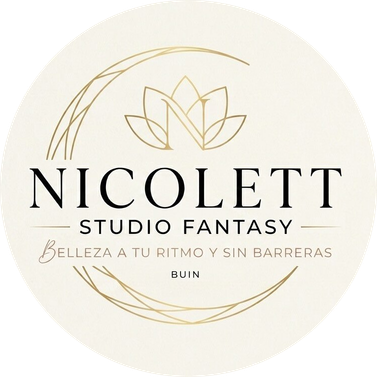 N
NICOLETT
STUDIO FANTASY
BELLEZA A TU RITMO Y SIN BARRERAS
BUIN